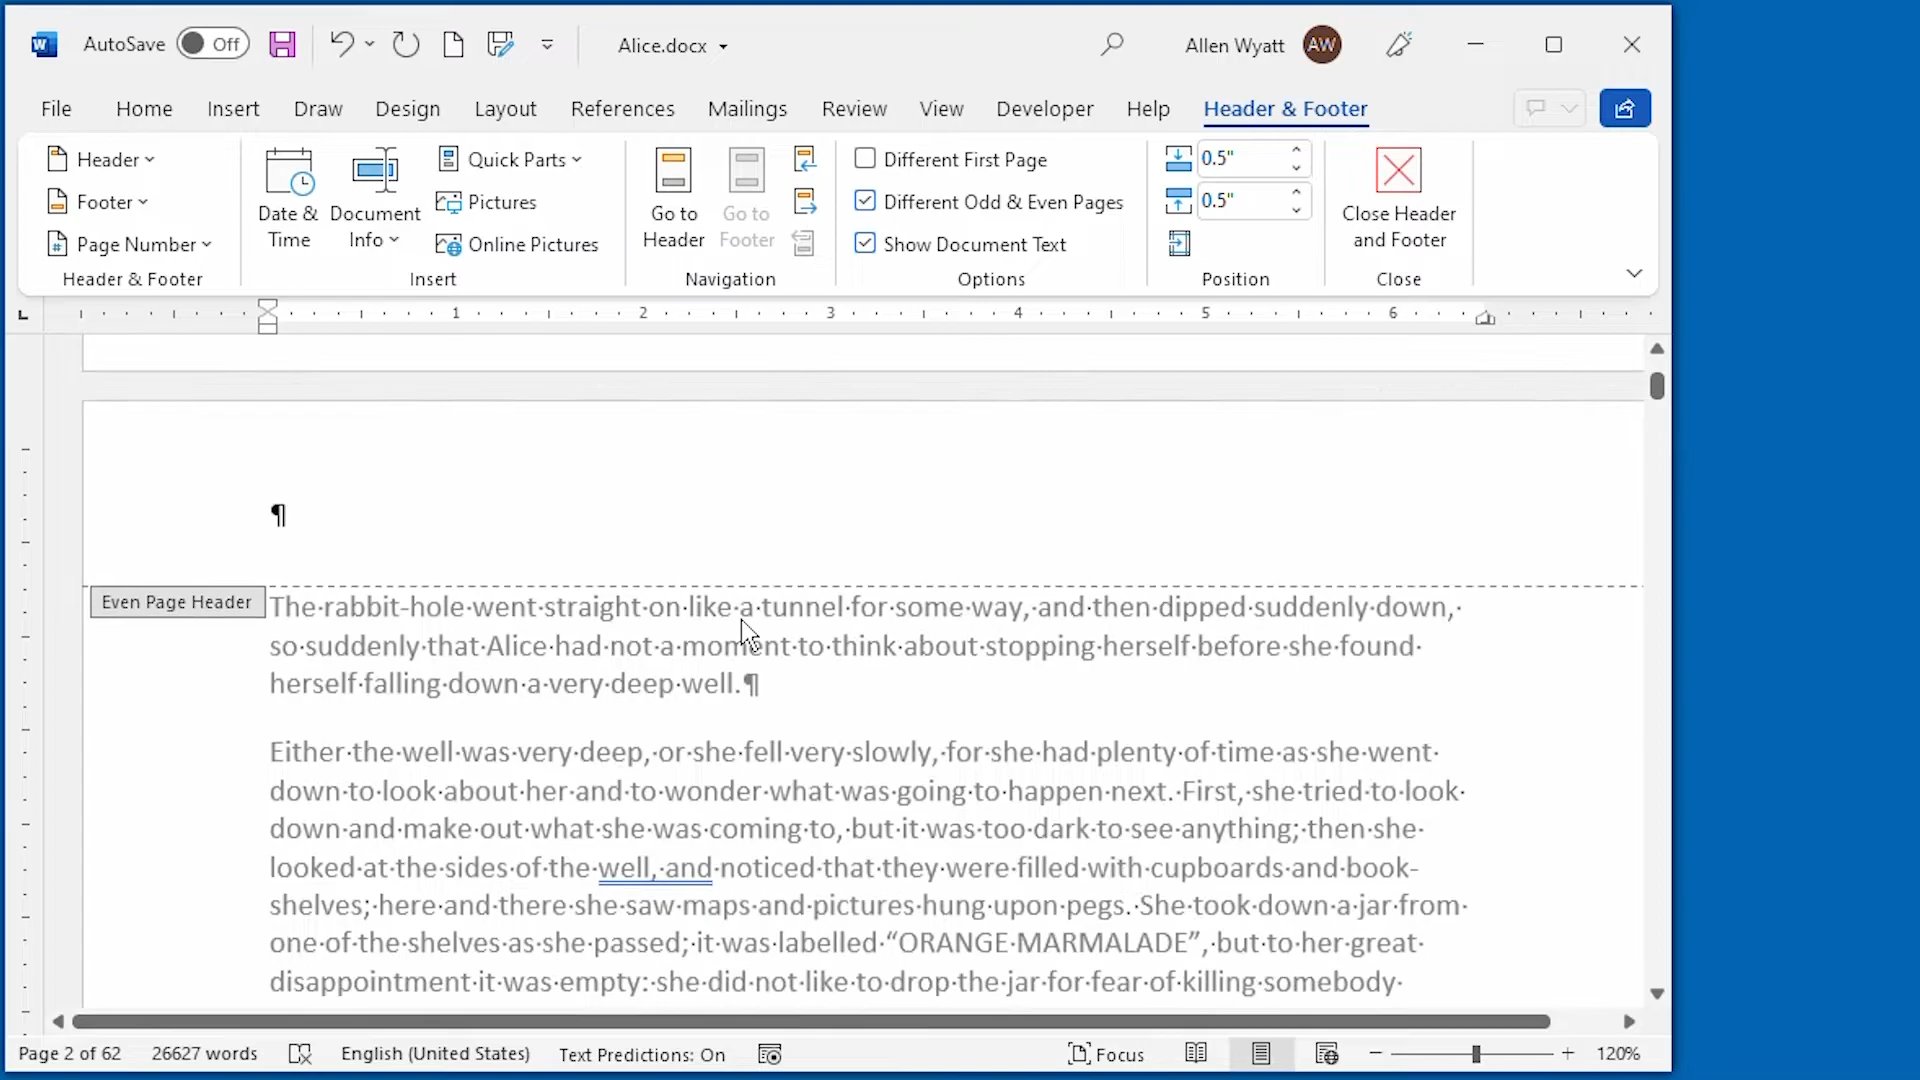 AutoSave Off Alice.docx Allen Wyatt AW
File Home Insert Draw Design Layout References Mailings Review View Developer Help Header & Footer
Header
Footer
Page Number
Header & Footer
Date & Time
Document Info
Quick Parts
Pictures
Online Pictures
Insert
Go to Header
Go to Footer
Navigation
Different First Page
Different Odd & Even Pages
Show Document Text
Options
0.5"
0.5"
Position
Close Header and Footer
Close
1 2 3 4 5 6
¶
Even Page Header
The·rabbit-hole·went·straight·on·like·a·tunnel·for·some·way,·and·then·dipped·suddenly·down,·
so·suddenly·that·Alice·had·not·a·moment·to·think·about·stopping·herself·before·she·found·
herself·falling·down·a·very·deep·well.¶
Either·the·well·was·very·deep,·or·she·fell·very·slowly,·for·she·had·plenty·of·time·as·she·went·
down·to·look·about·her·and·to·wonder·what·was·going·to·happen·next.·First,·she·tried·to·look·
down·and·make·out·what·she·was·coming·to,·but·it·was·too·dark·to·see·anything;·then·she·
looked·at·the·sides·of·the·well,·and·noticed·that·they·were·filled·with·cupboards·and·book-
shelves;·here·and·there·she·saw·maps·and·pictures·hung·upon·pegs.·She·took·down·a·jar·from·
one·of·the·shelves·as·she·passed;·it·was·labelled·“ORANGE·MARMALADE”,·but·to·her·great·
disappointment·it·was·empty:·she·did·not·like·to·drop·the·jar·for·fear·of·killing·somebody·
Page 2 of 62 26627 words English (United States) Text Predictions: On Focus 120%